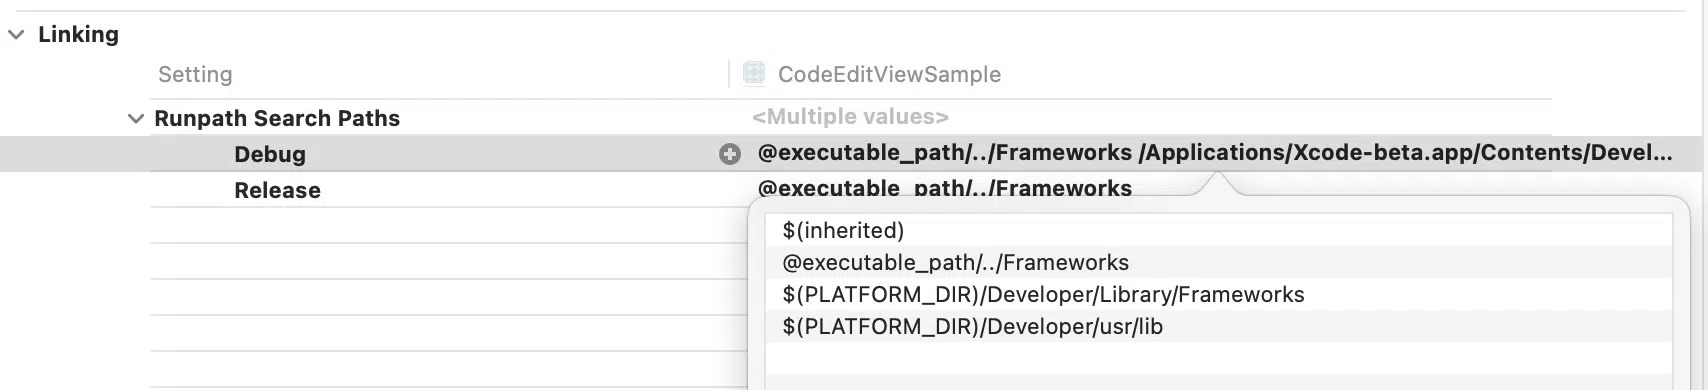 Linking
Setting CodeEditViewSample
Runpath Search Paths <Multiple values>
Debug @executable_path/../Frameworks /Applications/Xcode-beta.app/Contents/Devel...
Release @executable_path/../Frameworks
$(inherited)
@executable_path/../Frameworks
$(PLATFORM_DIR)/Developer/Library/Frameworks
$(PLATFORM_DIR)/Developer/usr/lib